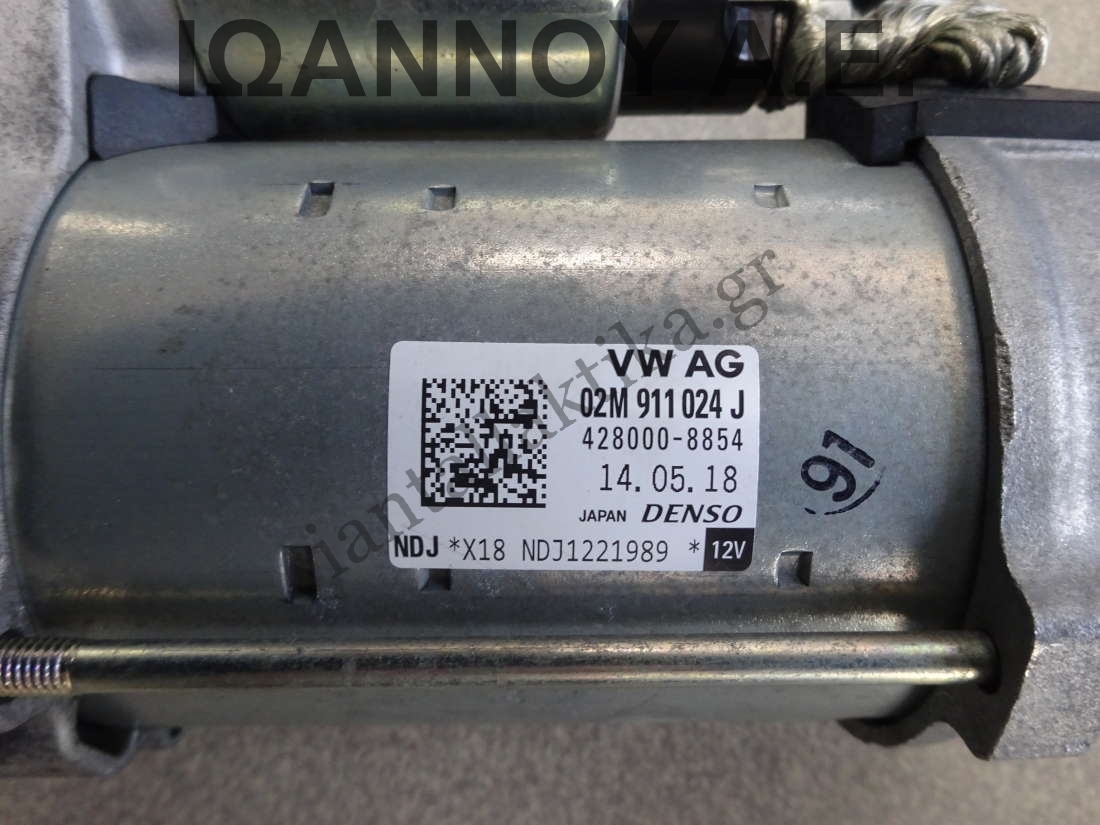 ΙΩΑΝΝΟΥ Α.Ε.
VW AG
02M 911 024 J
428000-8854
14.05.18
JAPAN DENSO
NDJ *X18 NDJ1221989 * 12V
91
iantallaktika.gr